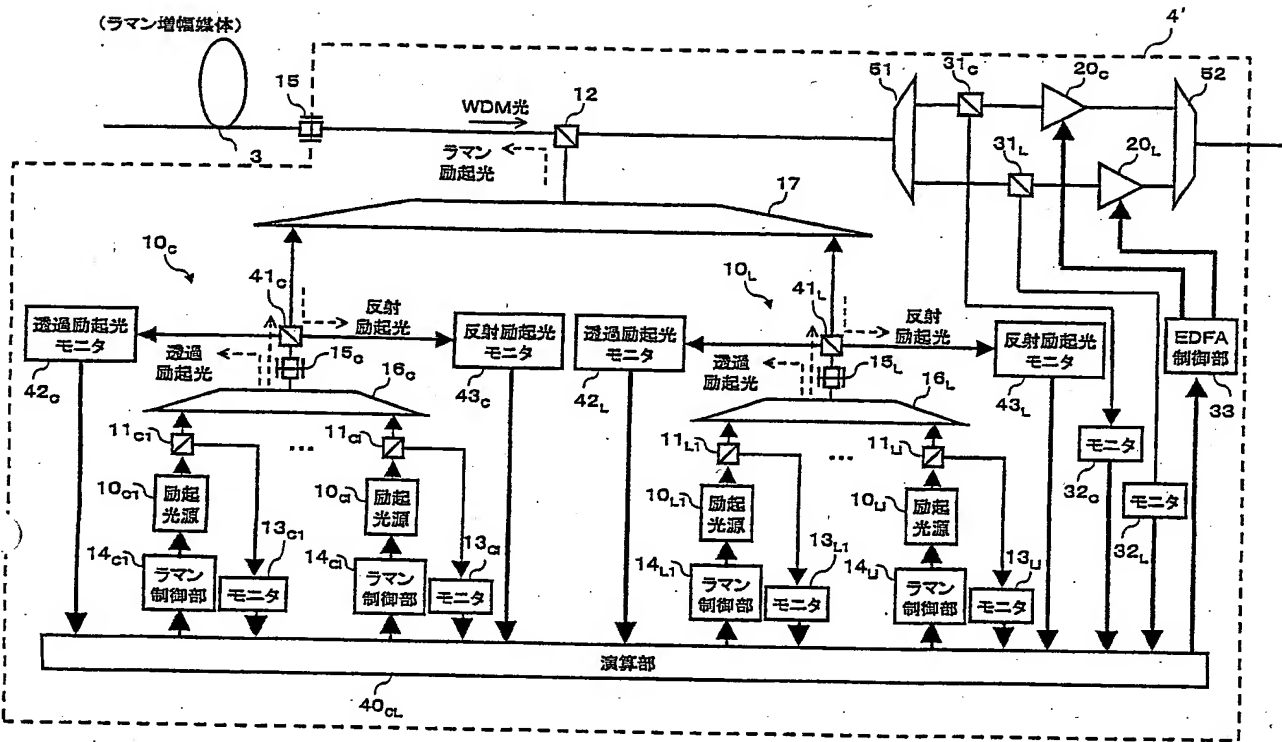 (ラマン増幅媒体)
4'
15
3
WDM光
12
ラマン
励起光
51
31C
20C
52
31L
20L
17
10C
41C
反射
励起光
透過励起光
モニタ
42C
透過
励起光
15C
16C
反射励起光
モニタ
43C
10L
41L
反射
励起光
透過励起光
モニタ
42L
透過
励起光
15L
16L
反射励起光
モニタ
43L
EDFA
制御部
33
11C1
...
11Ci
10C1
励起
光源
10Ci
励起
光源
14C1
ラマン
制御部
13C1
モニタ
14Ci
ラマン
制御部
13Ci
モニタ
11L1
...
11Li
10L1
励起
光源
10Li
励起
光源
14L1
ラマン
制御部
13L1
モニタ
14Li
ラマン
制御部
13Li
モニタ
モニタ
32C
モニタ
32L
演算部
40CL